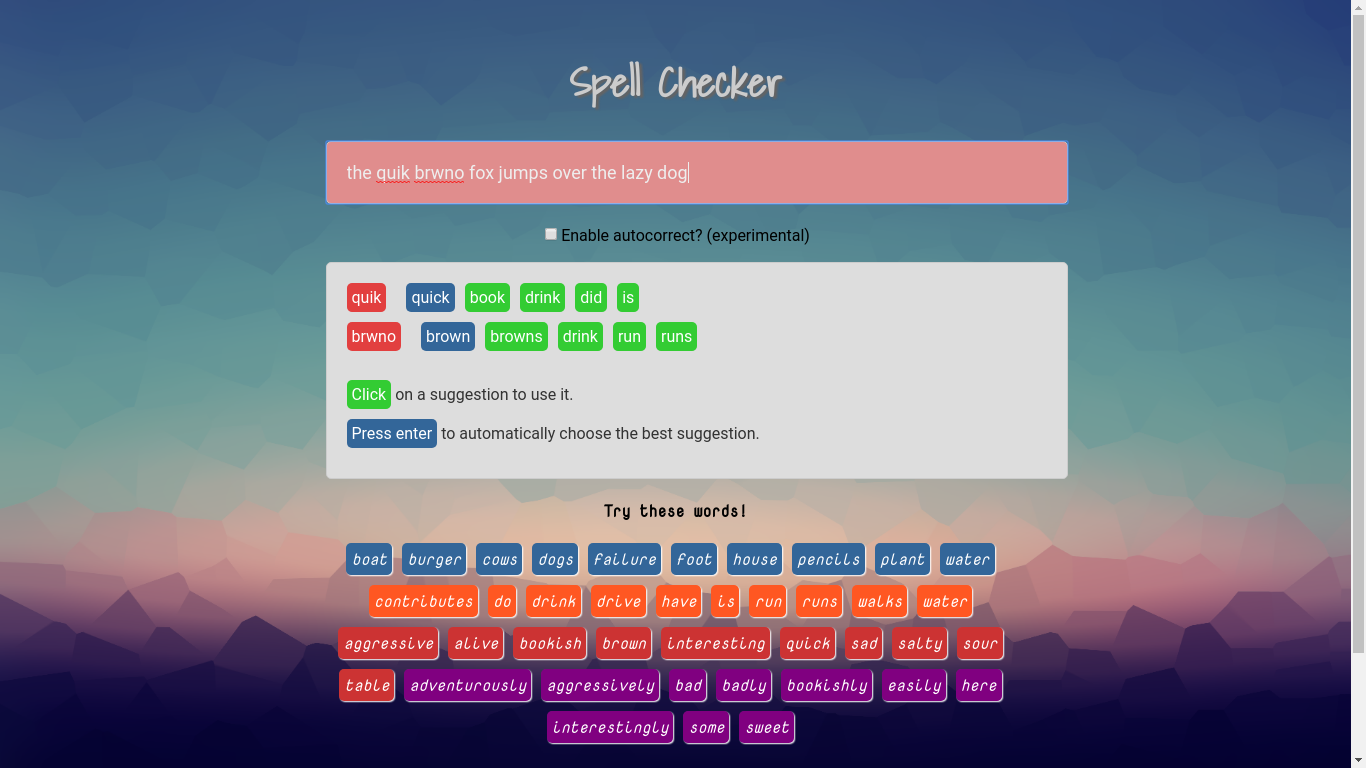 Spell Checker
the quik brwno fox jumps over the lazy dog
Enable autocorrect? (experimental)
quik quick book drink did is
brwno brown browns drink run runs
Click on a suggestion to use it.
Press enter to automatically choose the best suggestion.
Try these words!
boat burger cows dogs failure foot house pencils plant water
contributes do drink drive have is run runs walks water
aggressive alive bookish brown interesting quick sad salty sour
table adventurously aggressively bad badly bookishly easily here
interestingly some sweet